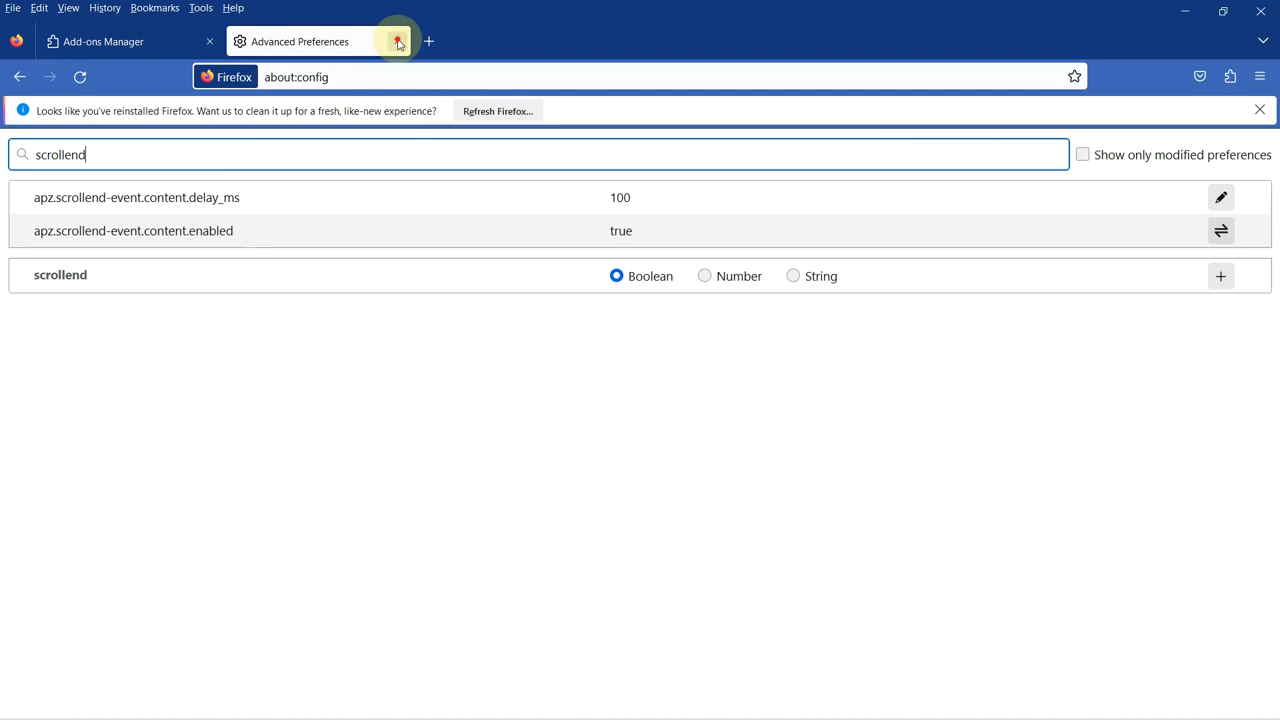 File Edit View History Bookmarks Tools Help
Add-ons Manager
Advanced Preferences
Firefox about:config
Looks like you've reinstalled Firefox. Want us to clean it up for a fresh, like-new experience? Refresh Firefox...
scrollend Show only modified preferences
apz.scrollend-event.content.delay_ms 100
apz.scrollend-event.content.enabled true
scrollend Boolean Number String